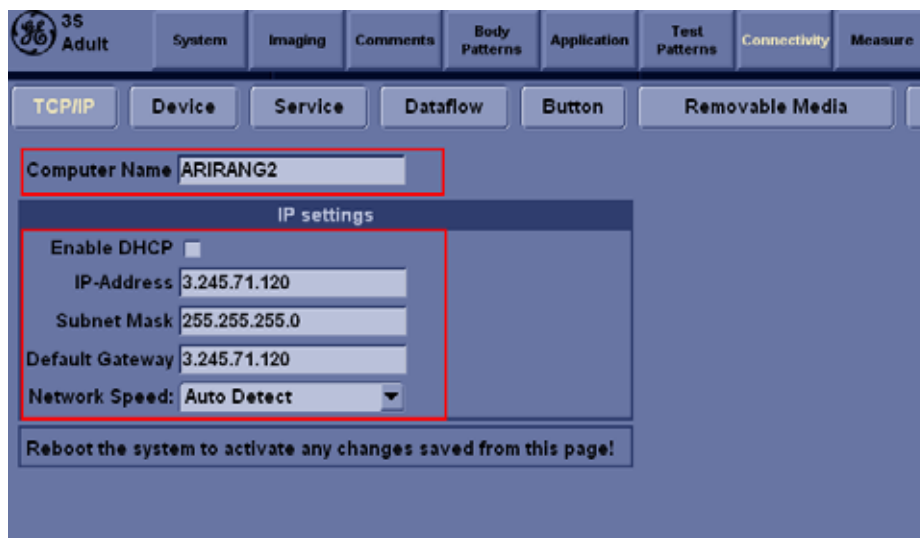 3S
Adult
System
Imaging
Comments
Body
Patterns
Application
Test
Patterns
Connectivity
Measure
TCP/IP
Device
Service
Dataflow
Button
Removable Media
Computer Name ARIRANG2
IP settings
Enable DHCP
IP-Address 3.245.71.120
Subnet Mask 255.255.255.0
Default Gateway 3.245.71.120
Network Speed: Auto Detect
Reboot the system to activate any changes saved from this page!